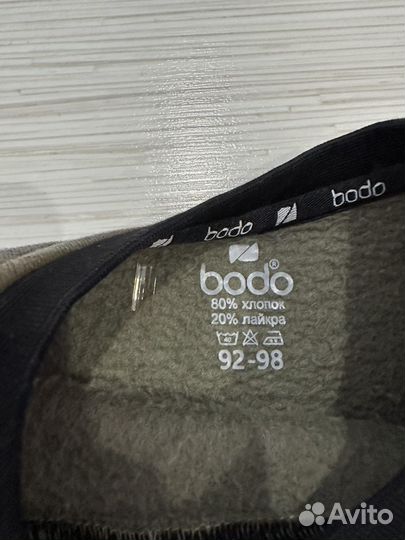 bodo
bodo
bodo®
80% хлопок
20% лайкра
40
92-98
Avito